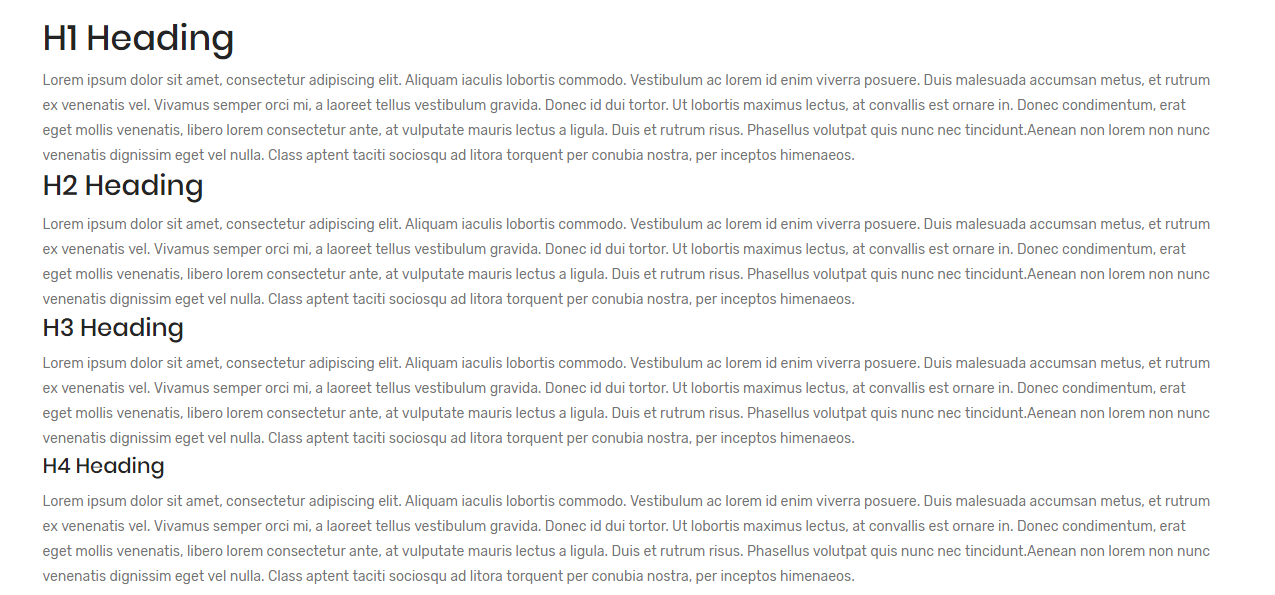 H1 Heading
Lorem ipsum dolor sit amet, consectetur adipiscing elit. Aliquam iaculis lobortis commodo. Vestibulum ac lorem id enim viverra posuere. Duis malesuada accumsan metus, et rutrum
ex venenatis vel. Vivamus semper orci mi, a laoreet tellus vestibulum gravida. Donec id dui tortor. Ut lobortis maximus lectus, at convallis est ornare in. Donec condimentum, erat
eget mollis venenatis, libero lorem consectetur ante, at vulputate mauris lectus a ligula. Duis et rutrum risus. Phasellus volutpat quis nunc nec tincidunt.Aenean non lorem non nunc
venenatis dignissim eget vel nulla. Class aptent taciti sociosqu ad litora torquent per conubia nostra, per inceptos himenaeos.
H2 Heading
Lorem ipsum dolor sit amet, consectetur adipiscing elit. Aliquam iaculis lobortis commodo. Vestibulum ac lorem id enim viverra posuere. Duis malesuada accumsan metus, et rutrum
ex venenatis vel. Vivamus semper orci mi, a laoreet tellus vestibulum gravida. Donec id dui tortor. Ut lobortis maximus lectus, at convallis est ornare in. Donec condimentum, erat
eget mollis venenatis, libero lorem consectetur ante, at vulputate mauris lectus a ligula. Duis et rutrum risus. Phasellus volutpat quis nunc nec tincidunt.Aenean non lorem non nunc
venenatis dignissim eget vel nulla. Class aptent taciti sociosqu ad litora torquent per conubia nostra, per inceptos himenaeos.
H3 Heading
Lorem ipsum dolor sit amet, consectetur adipiscing elit. Aliquam iaculis lobortis commodo. Vestibulum ac lorem id enim viverra posuere. Duis malesuada accumsan metus, et rutrum
ex venenatis vel. Vivamus semper orci mi, a laoreet tellus vestibulum gravida. Donec id dui tortor. Ut lobortis maximus lectus, at convallis est ornare in. Donec condimentum, erat
eget mollis venenatis, libero lorem consectetur ante, at vulputate mauris lectus a ligula. Duis et rutrum risus. Phasellus volutpat quis nunc nec tincidunt.Aenean non lorem non nunc
venenatis dignissim eget vel nulla. Class aptent taciti sociosqu ad litora torquent per conubia nostra, per inceptos himenaeos.
H4 Heading
Lorem ipsum dolor sit amet, consectetur adipiscing elit. Aliquam iaculis lobortis commodo. Vestibulum ac lorem id enim viverra posuere. Duis malesuada accumsan metus, et rutrum
ex venenatis vel. Vivamus semper orci mi, a laoreet tellus vestibulum gravida. Donec id dui tortor. Ut lobortis maximus lectus, at convallis est ornare in. Donec condimentum, erat
eget mollis venenatis, libero lorem consectetur ante, at vulputate mauris lectus a ligula. Duis et rutrum risus. Phasellus volutpat quis nunc nec tincidunt.Aenean non lorem non nunc
venenatis dignissim eget vel nulla. Class aptent taciti sociosqu ad litora torquent per conubia nostra, per inceptos himenaeos.